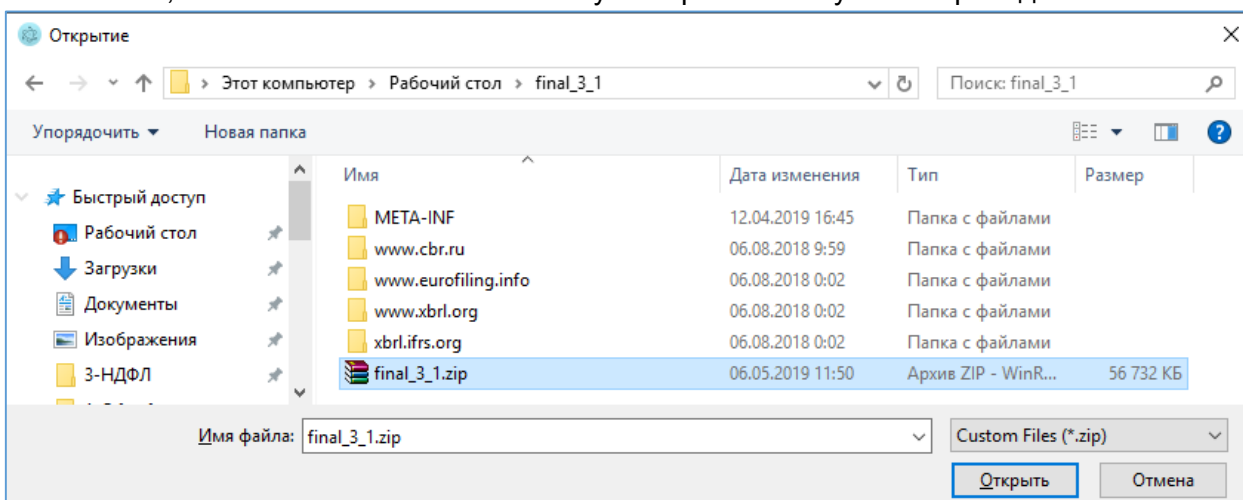 Открытие
Этот компьютер > Рабочий стол > final_3_1
Поиск: final_3_1
Упорядочить
Новая папка
Имя Дата изменения Тип Размер
Быстрый доступ
Рабочий стол
Загрузки
Документы
Изображения
3-НДФЛ
META-INF 12.04.2019 16:45 Папка с файлами
www.cbr.ru 06.08.2018 9:59 Папка с файлами
www.eurofiling.info 06.08.2018 0:02 Папка с файлами
www.xbrl.org 06.08.2018 0:02 Папка с файлами
xbrl.ifrs.org 06.08.2018 0:02 Папка с файлами
final_3_1.zip 06.05.2019 11:50 Архив ZIP - WinR... 56 732 КБ
Имя файла: final_3_1.zip
Custom Files (*.zip)
Открыть Отмена